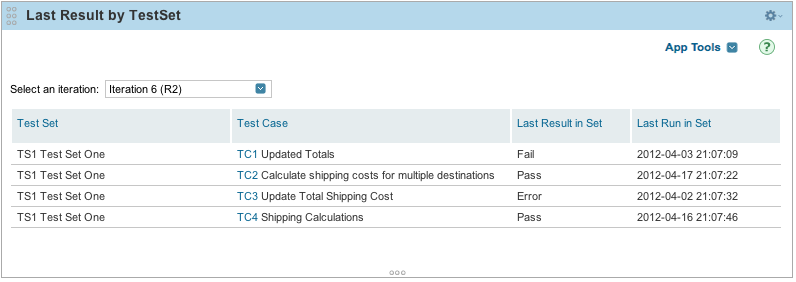 Last Result by TestSet
App Tools ?
Select an iteration: Iteration 6 (R2)
Test Set Test Case Last Result in Set Last Run in Set
TS1 Test Set One TC1 Updated Totals Fail 2012-04-03 21:07:09
TS1 Test Set One TC2 Calculate shipping costs for multiple destinations Pass 2012-04-17 21:07:22
TS1 Test Set One TC3 Update Total Shipping Cost Error 2012-04-02 21:07:32
TS1 Test Set One TC4 Shipping Calculations Pass 2012-04-16 21:07:46